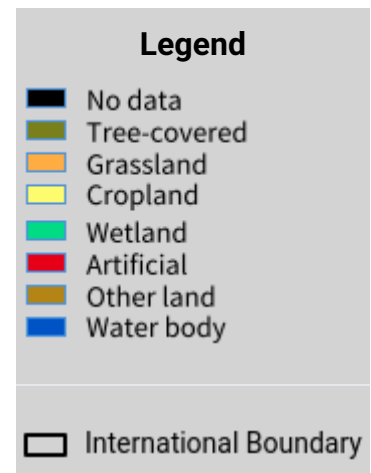 Legend
No data
Tree-covered
Grassland
Cropland
Wetland
Artificial
Other land
Water body
International Boundary